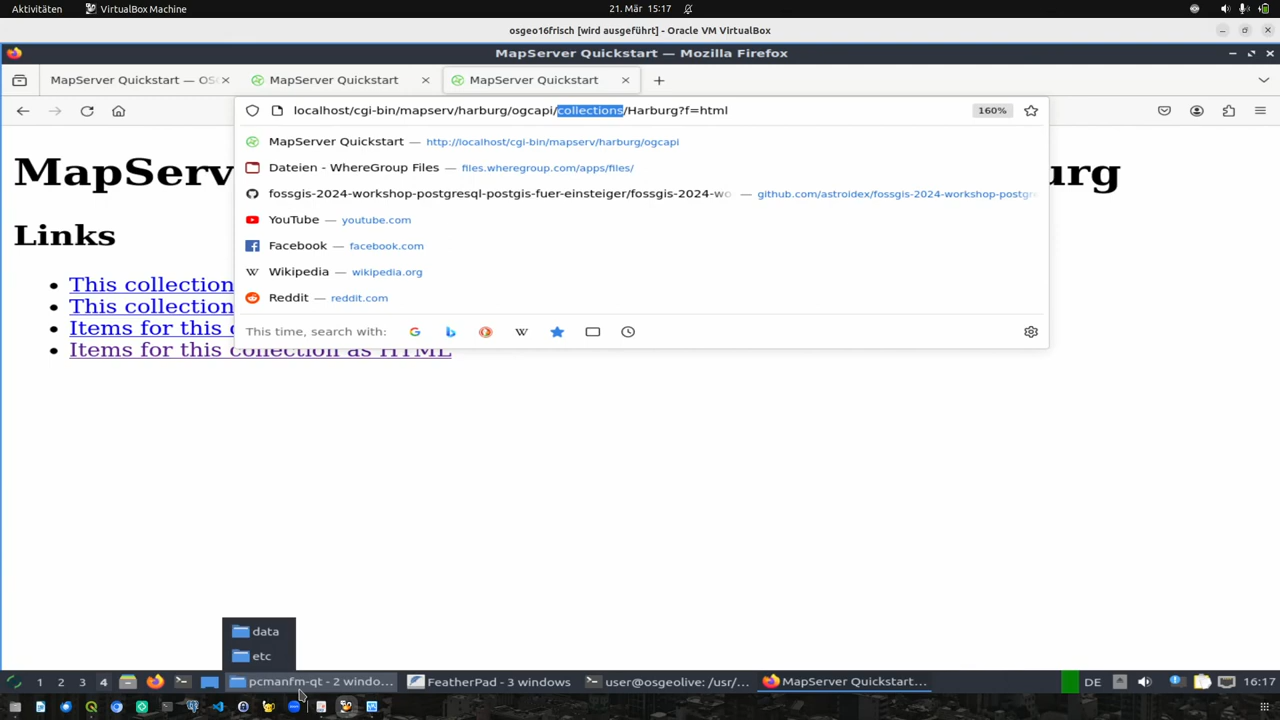 Aktivitäten VirtualBox Machine 21. Mär 15:17
osgeo16frisch [wird ausgeführt] - Oracle VM VirtualBox
MapServer Quickstart — Mozilla Firefox
MapServer Quickstart — OS MapServer Quickstart MapServer Quickstart
localhost/cgi-bin/mapserv/harburg/ogcapi/collections/Harburg?f=html 160%
MapServer Quickstart — http://localhost/cgi-bin/mapserv/harburg/ogcapi
Dateien - WhereGroup Files — files.wheregroup.com/apps/files/
fossgis-2024-workshop-postgresql-postgis-fuer-einsteiger/fossgis-2024-wo — github.com/astroidex/fossgis-2024-workshop-postgre
YouTube — youtube.com
Facebook — facebook.com
Wikipedia — wikipedia.org
Reddit — reddit.com
This time, search with:
MapServ urg
Links
This collection
This collection
Items for this c
Items for this collection as HTML
data
etc
1 2 3 4 pcmanfm-qt - 2 windo... FeatherPad - 3 windows user@osgeolive: /usr/... MapServer Quickstart... DE 16:17